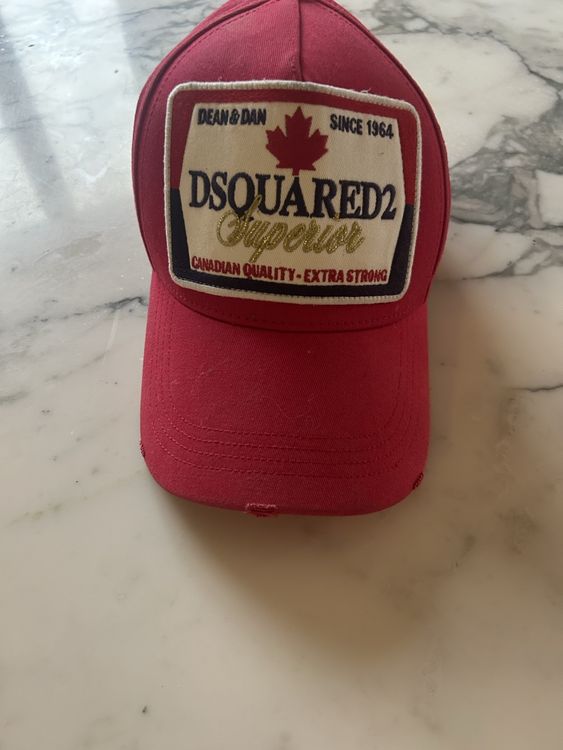 DEAN & DAN SINCE 1964
DSQUARED2
Superior
CANADIAN QUALITY - EXTRA STRONG